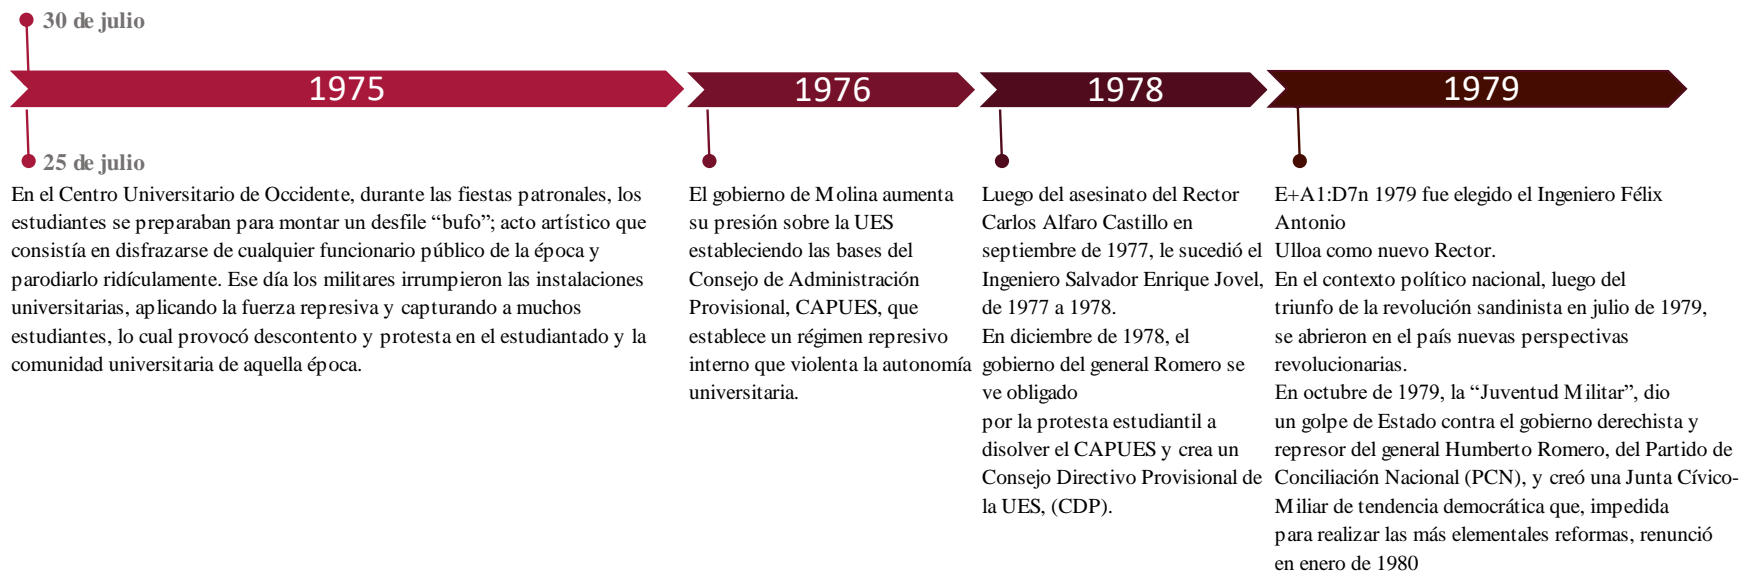 30 de julio
1975
1976
1978
1979
25 de julio
En el Centro Universitario de Occidente, durante las fiestas patronales, los
estudiantes se preparaban para montar un desfile “bufo”; acto artístico que
consistía en disfrazarse de cualquier funcionario público de la época y
parodiarlo ridículamente. Ese día los militares irrumpieron las instalaciones
universitarias, aplicando la fuerza represiva y capturando a muchos
estudiantes, lo cual provocó descontento y protesta en el estudiantado y la
comunidad universitaria de aquella época.
El gobierno de Molina aumenta
su presión sobre la UES
estableciendo las bases del
Consejo de Administración
Provisional, CAPUES, que
establece un régimen represivo
interno que violenta la autonomía
universitaria.
Luego del asesinato del Rector
Carlos Alfaro Castillo en
septiembre de 1977, le sucedió el
Ingeniero Salvador Enrique Jovel,
de 1977 a 1978.
En diciembre de 1978, el
gobierno del general Romero se
ve obligado
por la protesta estudiantil a
disolver el CAPUES y crea un
Consejo Directivo Provisional de
la UES, (CDP).
E+A1:D7n 1979 fue elegido el Ingeniero Félix
Antonio
Ulloa como nuevo Rector.
En el contexto político nacional, luego del
triunfo de la revolución sandinista en julio de 1979,
se abrieron en el país nuevas perspectivas
revolucionarias.
En octubre de 1979, la “Juventud Militar”, dio
un golpe de Estado contra el gobierno derechista y
represor del general Humberto Romero, del Partido de
Conciliación Nacional (PCN), y creó una Junta Cívico-
Miliar de tendencia democrática que, impedida
para realizar las más elementales reformas, renunció
en enero de 1980